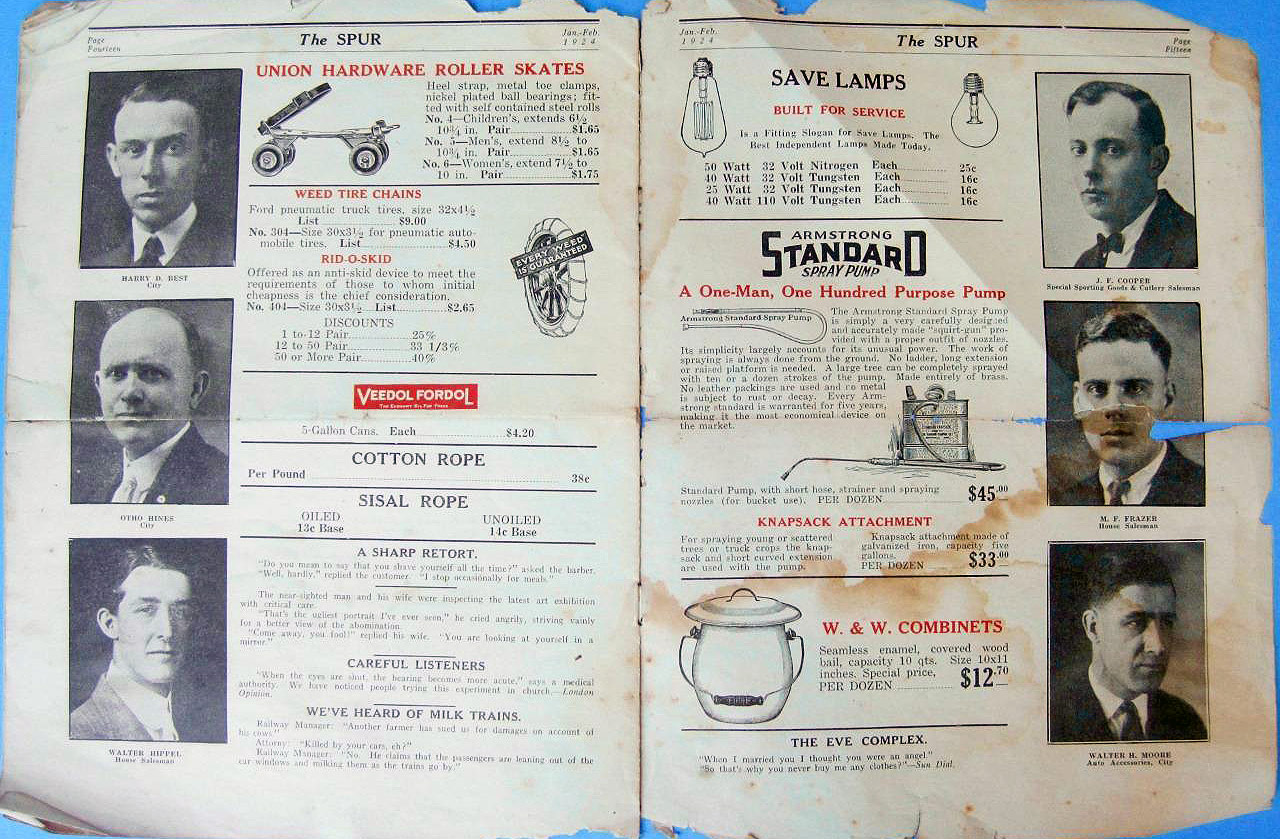 Page
Fourteen
The SPUR
Jan.-Feb.
1924
HARRY D. BEST
City
OTHO HINES
City
WALTER HIPPEL
House Salesman
UNION HARDWARE ROLLER SKATES
Heel strap, metal toe clamps,
nickel plated ball bearings; fit-
ted with self contained steel rolls
No. 4—Children's, extends 6½
10¾ in. Pair $1.65
No. 5—Men's, extend 8½ to
10¾ in. Pair $1.65
No. 6—Women's, extend 7½ to
10 in. Pair $1.75
WEED TIRE CHAINS
Ford pneumatic truck tires, size 32x4½
List $9.00
No. 304—Size 30x3½ for pneumatic auto-
mobile tires. List $4.50
RID-O-SKID
Offered as an anti-skid device to meet the
requirements of those to whom initial
cheapness is the chief consideration.
No. 404—Size 30x3½ List $2.65
EVERY WEED
IS GUARANTEED
DISCOUNTS
1 to 12 Pair 25%
12 to 50 Pair 33 1/3%
50 or More Pair 40%
VEEDOL FORDOL
THE ECONOMY OIL FOR FORDS
5-Gallon Cans. Each $4.20
COTTON ROPE
Per Pound 38c
SISAL ROPE
OILED
13c Base
UNOILED
14c Base
A SHARP RETORT.
"Do you mean to say that you shave yourself all the time?" asked the barber.
"Well, hardly," replied the customer. "I stop occasionally for meals."
The near-sighted man and his wife were inspecting the latest art exhibition
with critical care.
"That's the ugliest portrait I've ever seen," he cried angrily, striving vainly
for a better view of the abomination.
"Come away, you fool!" replied his wife. "You are looking at yourself in a
mirror."
CAREFUL LISTENERS
"When the eyes are shut, the hearing becomes more acute," says a medical
authority. We have noticed people trying this experiment in church.—London
Opinion.
WE'VE HEARD OF MILK TRAINS.
Railway Manager: "Another farmer has sued us for damages on account of
his cows."
Attorney: "Killed by your cars, eh?"
Railway Manager: "No. He claims that the passengers are leaning out of the
car windows and milking them as the trains go by."
Jan.-Feb.
1924
The SPUR
Page
Fifteen
SAVE LAMPS
BUILT FOR SERVICE
Is a Fitting Slogan for Save Lamps. The
Best Independent Lamps Made Today.
50 Watt 32 Volt Nitrogen Each 25c
40 Watt 32 Volt Tungsten Each 16c
25 Watt 32 Volt Tungsten Each 16c
40 Watt 110 Volt Tungsten Each 16c
ARMSTRONG
STANDARD
SPRAY PUMP
A One-Man, One Hundred Purpose Pump
Armstrong Standard Spray Pump
The Armstrong Standard Spray Pump
is simply a very carefully designed
and accurately made "squirt-gun" pro-
vided with a proper outfit of nozzles.
Its simplicity largely accounts for its unusual power. The work of
spraying is always done from the ground. No ladder, long extension
or raised platform is needed. A large tree can be completely sprayed
with ten or a dozen strokes of the pump. Made entirely of brass.
No leather packings are used and no metal
is subject to rust or decay. Every Arm-
strong standard is warranted for five years,
making it the most economical device on
the market.
Standard Pump, with short hose, strainer and spraying
nozzles (for bucket use). PER DOZEN $45.00
KNAPSACK ATTACHMENT
For spraying young or scattered
trees or truck crops the knap-
sack and short curved extension
are used with the pump.
Knapsack attachment made of
galvanized iron, capacity five
gallons.
PER DOZEN $33.00
W. & W. COMBINETS
Seamless enamel, covered wood
bail, capacity 10 qts. Size 10x11
inches. Special price,
PER DOZEN $12.70
THE EVE COMPLEX.
"When I married you I thought you were an angel."
"So that's why you never buy me any clothes?"—Sun Dial.
J. F. COOPER
Special Sporting Goods & Cutlery Salesman
M. F. FRAZER
House Salesman
WALTER H. MOORE
Auto Accessories, City